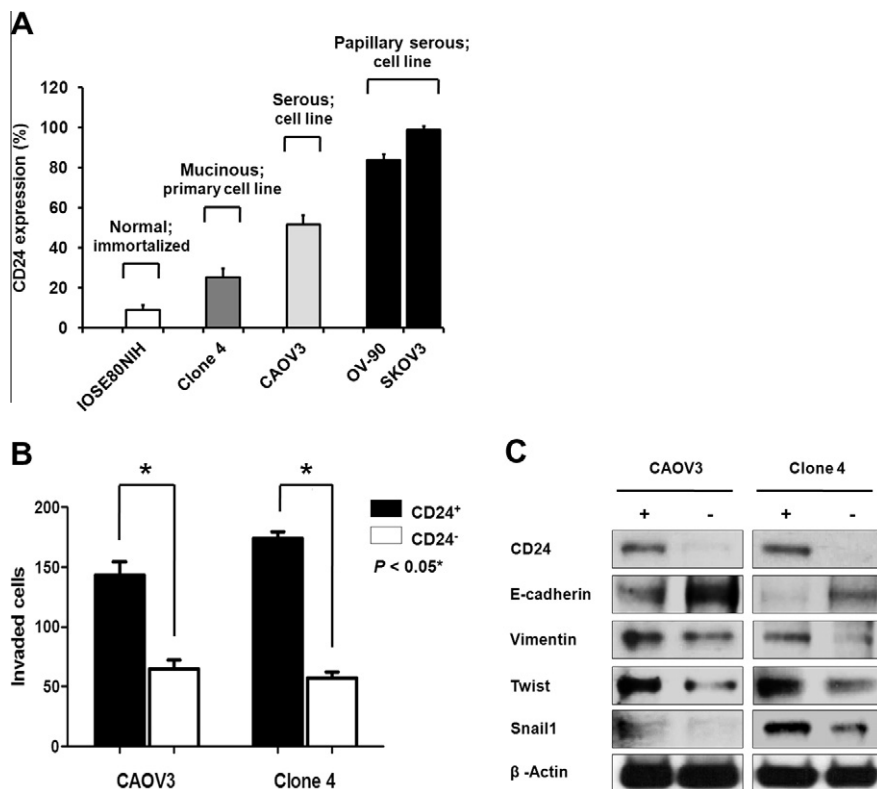 A
Papillary serous;
cell line
Serous;
cell line
Mucinous;
primary cell line
Normal;
immortalized
CD24 expression (%)
120
100
80
60
40
20
0
IOSE80NIH
Clone 4
CAOV3
OV-90
SKOV3
B
*
*
CD24⁺
CD24⁻
P < 0.05*
Invaded cells
200
150
100
50
0
CAOV3
Clone 4
C
CAOV3
Clone 4
+ - + -
CD24
E-cadherin
Vimentin
Twist
Snail1
β -Actin